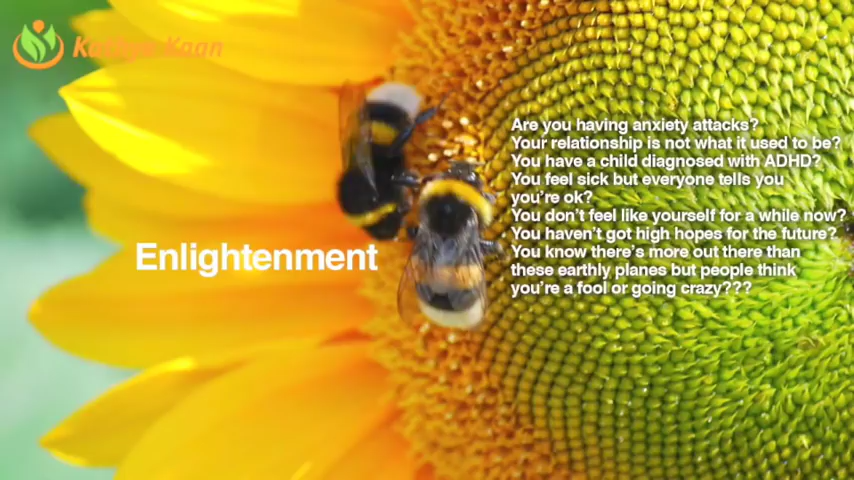 Kaan
Enlightenment
Are you having anxiety attacks?
Your relationship is not what it used to be?
You have a child diagnosed with ADHD?
You feel sick but everyone tells you
you're ok?
You don't feel like yourself for a while now?
You haven't got high hopes for the future?
You know there's more out there than
these earthly planes but people think
you're a fool or going crazy???